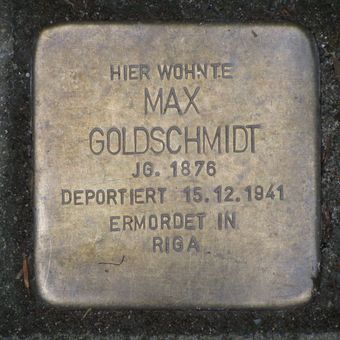 HIER WOHNTE
MAX
GOLDSCHMIDT
JG. 1876
DEPORTIERT 15.12.1941
ERMORDET IN
RIGA